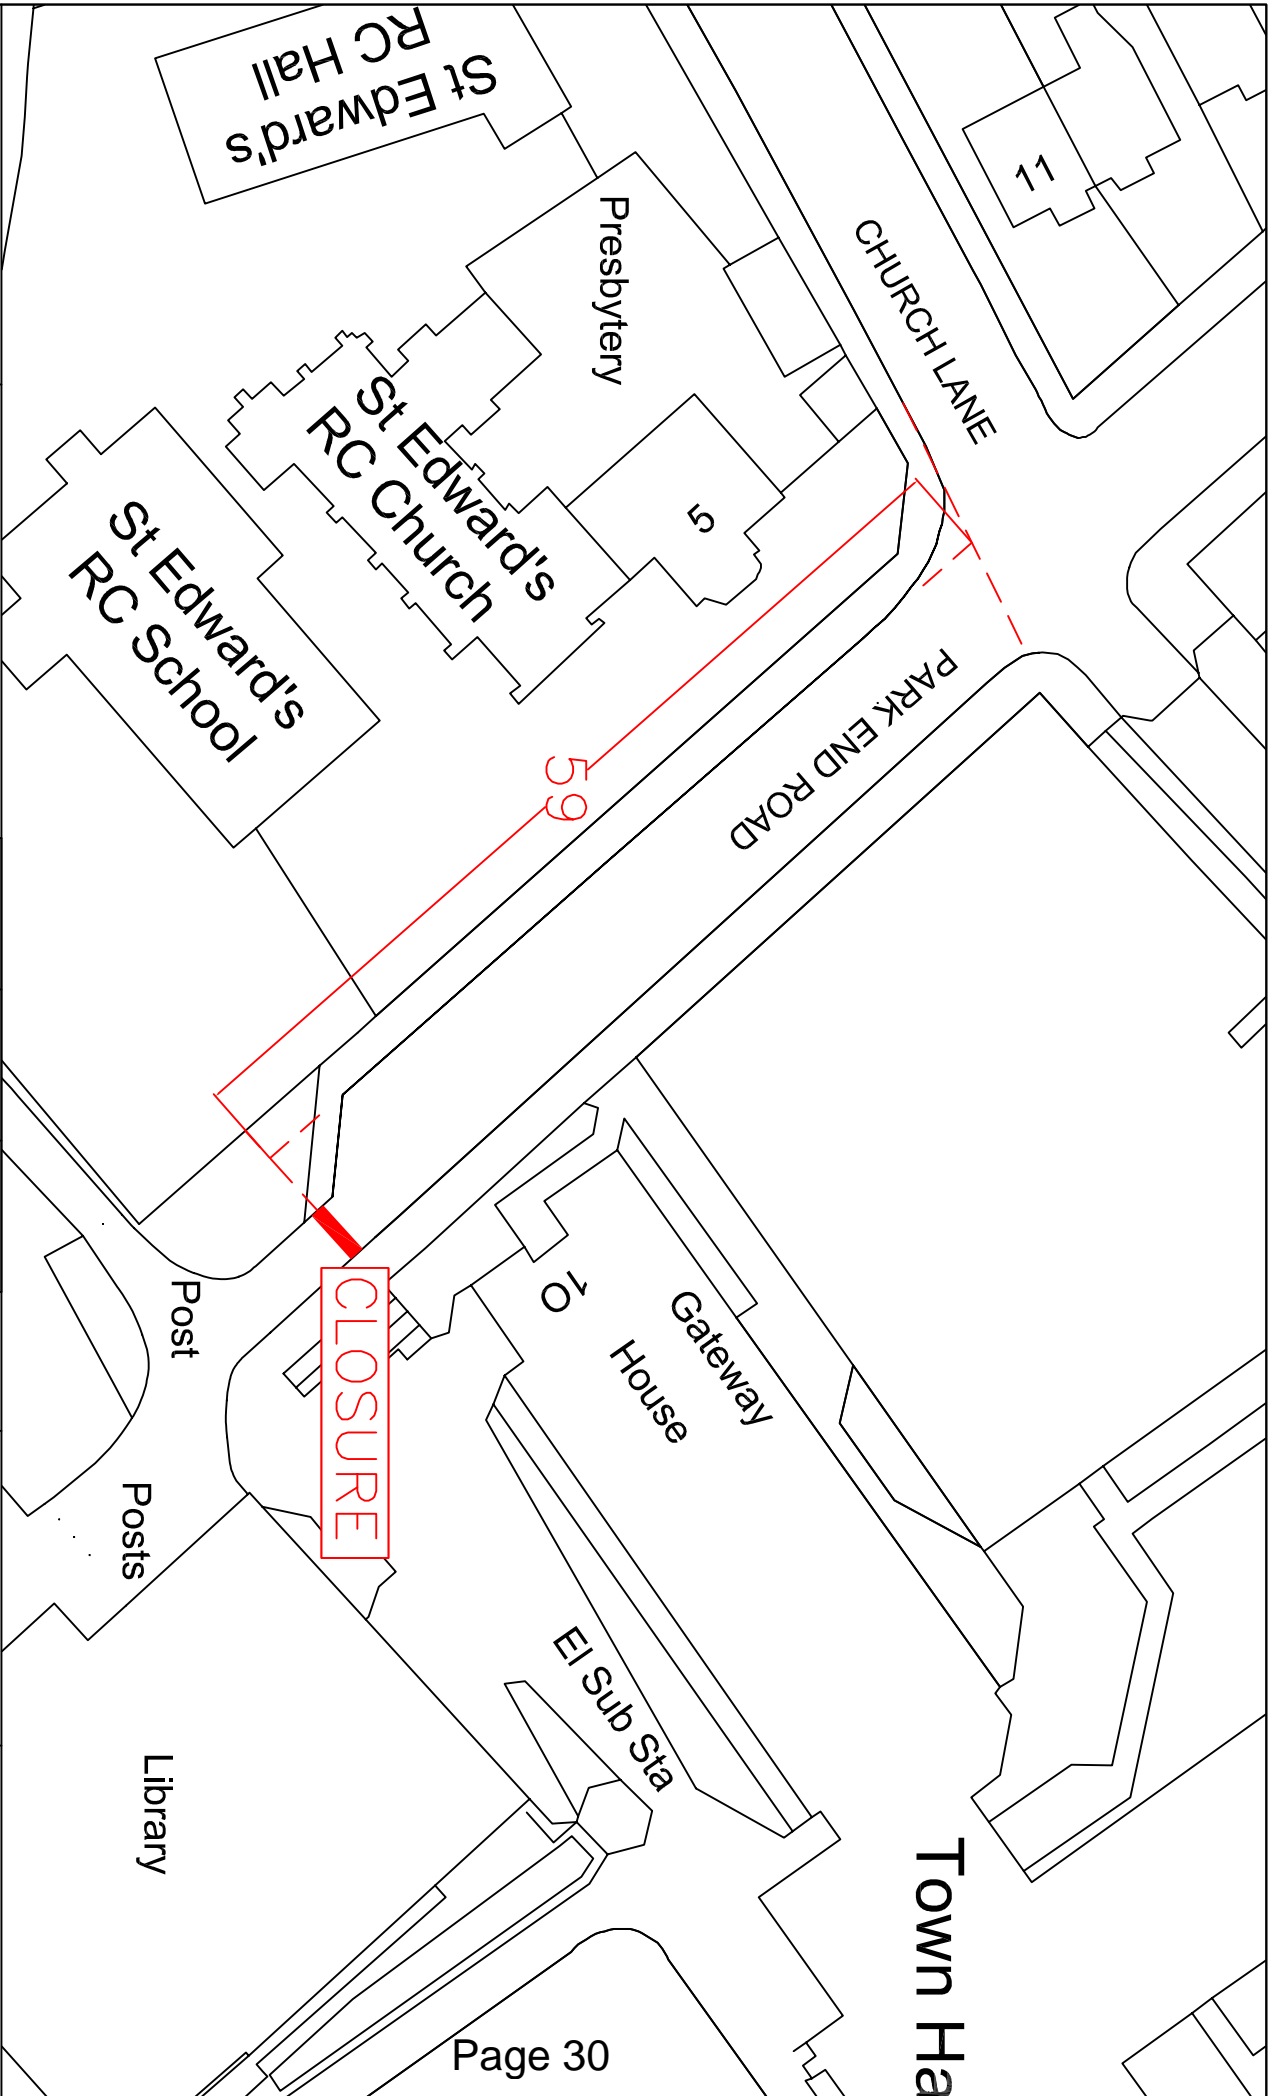 St Edward's
RC Hall
11
Presbytery
CHURCH LANE
St Edward's
RC Church
5
St Edward's
RC School
PARK END ROAD
59
CLOSURE
Post
10
Gateway
House
Posts
El Sub Sta
Library
Town Ha
Page 30